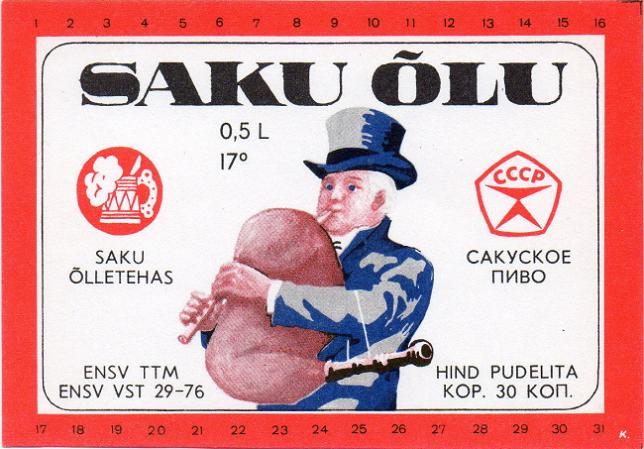 1 2 3 4 5 6 7 8 9 10 11 12 13 14 15 16
SAKU ÕLU
0,5 L
17°
СССР
SAKU
ÕLLETEHAS
САКУСКОЕ
ПИВО
ENSV TTM
ENSV VST 29-76
HIND PUDELITA
КОР. 30 КОП.
17 18 19 20 21 22 23 24 25 26 27 28 29 30 31
K.